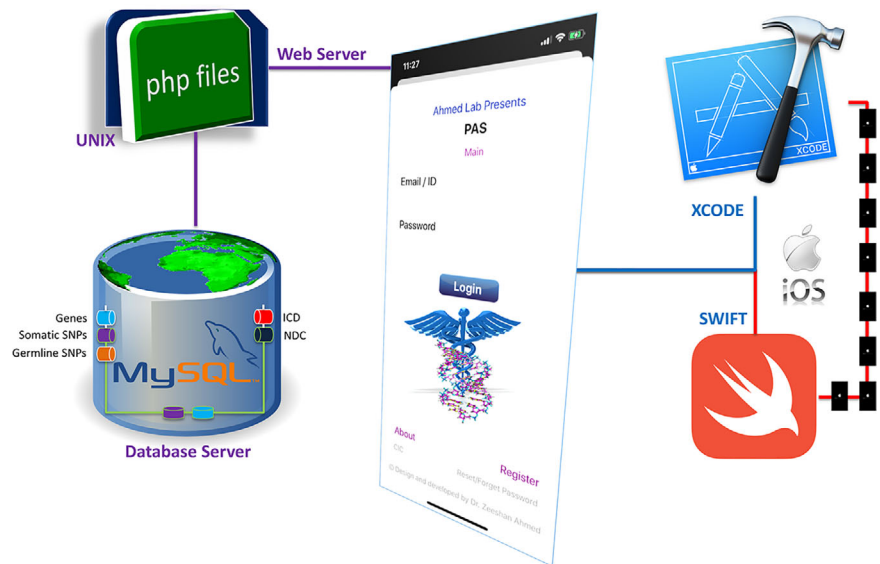 php files
UNIX
Web Server
Genes
Somatic SNPs
Germline SNPs
ICD
NDC
MySQL
Database Server
11:27
Ahmed Lab Presents
PAS
Main
Email / ID
Password
Login
About
CIC
Register
Reset/Forget Password
© Design and developed by Dr. Zeeshan Ahmed
XCODE
XCODE
iOS
SWIFT